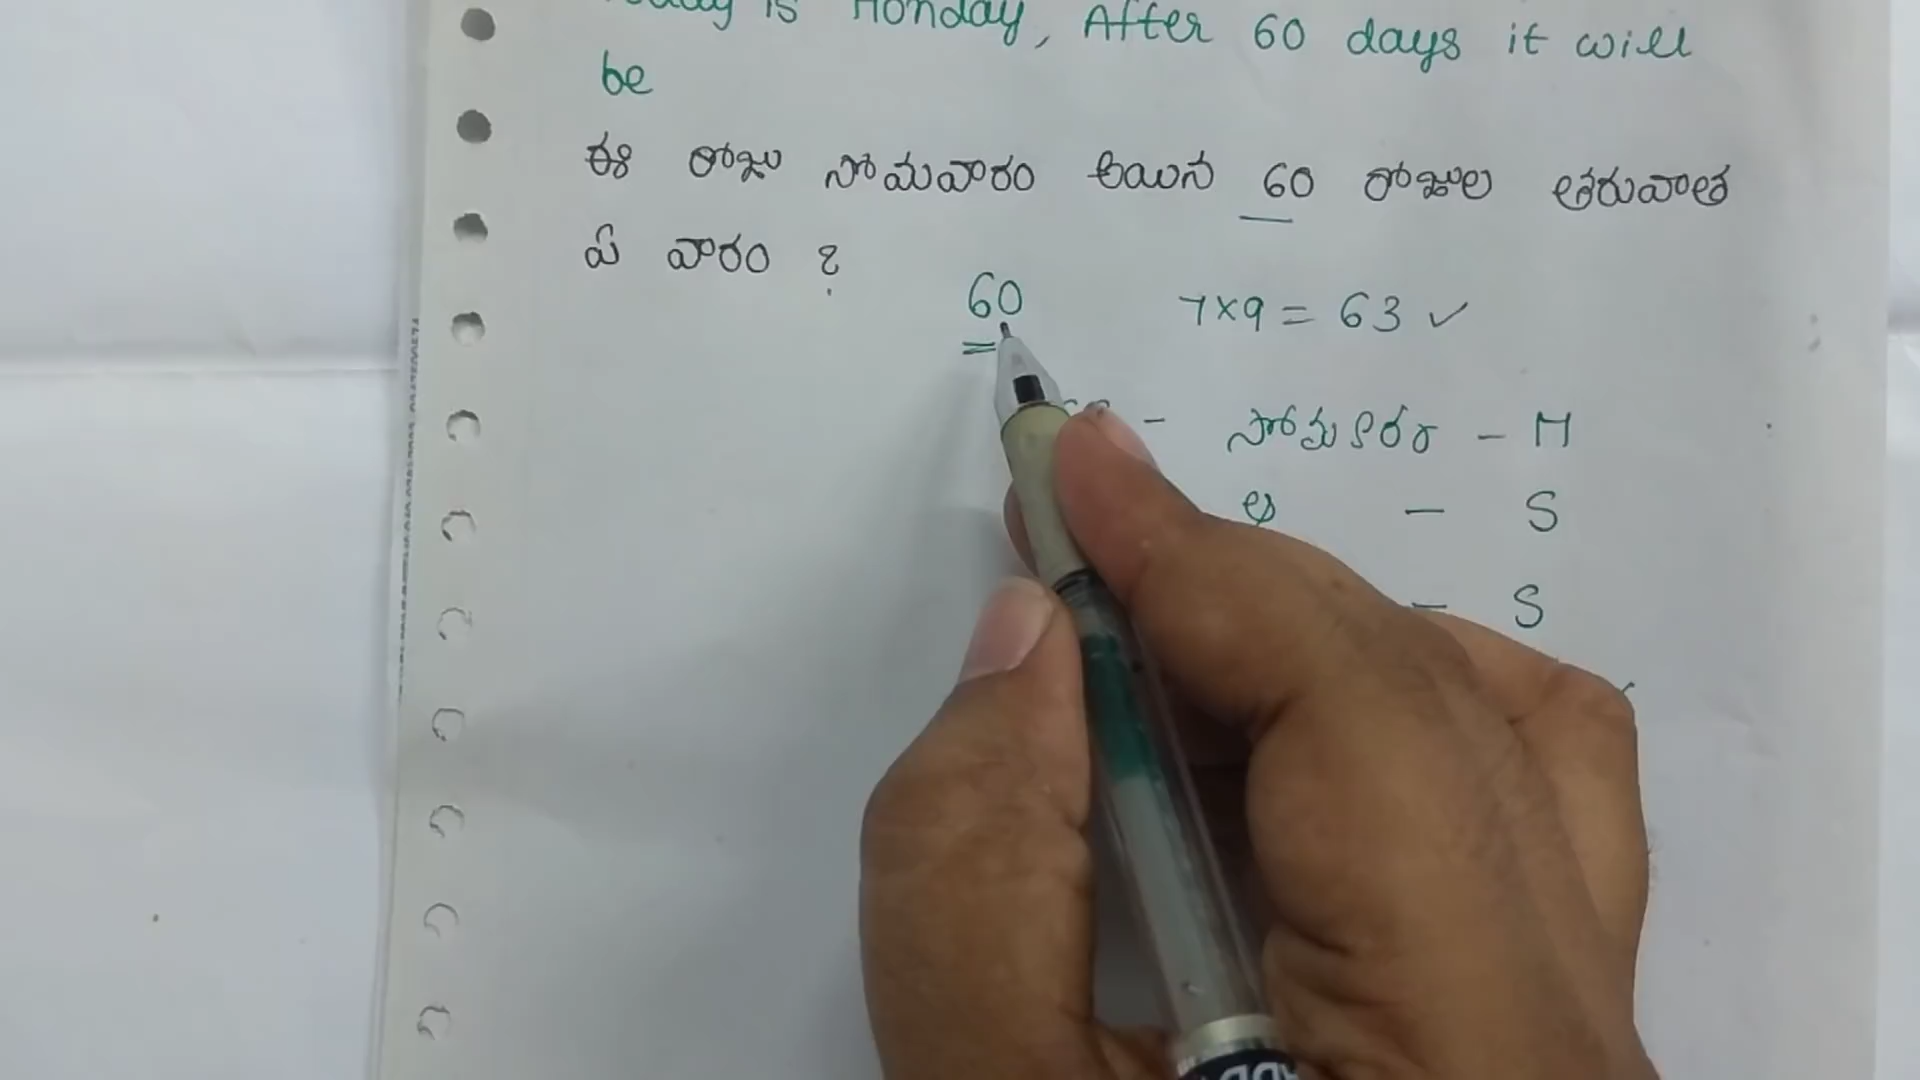 is Monday, After 60 days it will
be
ఈ రోజు సోమవారం అయిన 60 రోజుల తరువాత
ఏ వారం ?
60 7×9 = 63 ✓
- - M
ఆ - S
- S